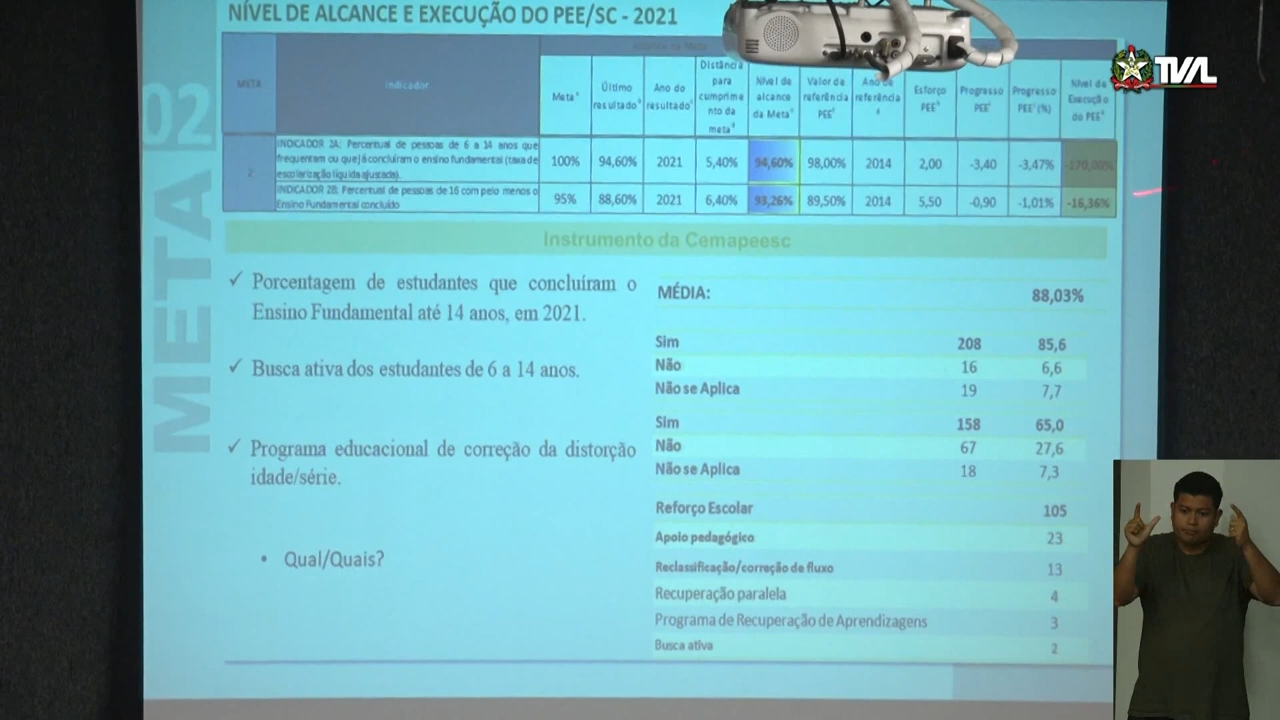 NÍVEL DE ALCANCE E EXECUÇÃO DO PEE/SC - 2021
TVAL
META
Indicador
Meta
Último resultado
Ano do resultado
Distância para cumprimento da meta
Nível de alcance da Meta
Valor de referência PEE
Ano de referência
Esforço PEE
Progresso PEE
Progresso PEE (%)
Nível de Execução do PEE
2
INDICADOR 2A: Percentual de pessoas de 6 a 14 anos que
frequentam ou que já concluíram o ensino fundamental (taxa de
escolarização líquida ajustada).
100% 94,60% 2021 5,40% 94,60% 98,00% 2014 2,00 -3,40 -3,47% -170,00%
INDICADOR 2B: Percentual de pessoas de 16 com pelo menos o
Ensino Fundamental concluído
95% 88,60% 2021 6,40% 93,26% 89,50% 2014 5,50 -0,90 -1,01% -16,36%
META 02
Instrumento da Cemapeesc
✓ Porcentagem de estudantes que concluíram o
Ensino Fundamental até 14 anos, em 2021.
✓ Busca ativa dos estudantes de 6 a 14 anos.
✓ Programa educacional de correção da distorção
idade/série.
• Qual/Quais?
MÉDIA: 88,03%
Sim 208 85,6
Não 16 6,6
Não se Aplica 19 7,7
Sim 158 65,0
Não 67 27,6
Não se Aplica 18 7,3
Reforço Escolar 105
Apoio pedagógico 23
Reclassificação/correção de fluxo 13
Recuperação paralela 4
Programa de Recuperação de Aprendizagens 3
Busca ativa 2